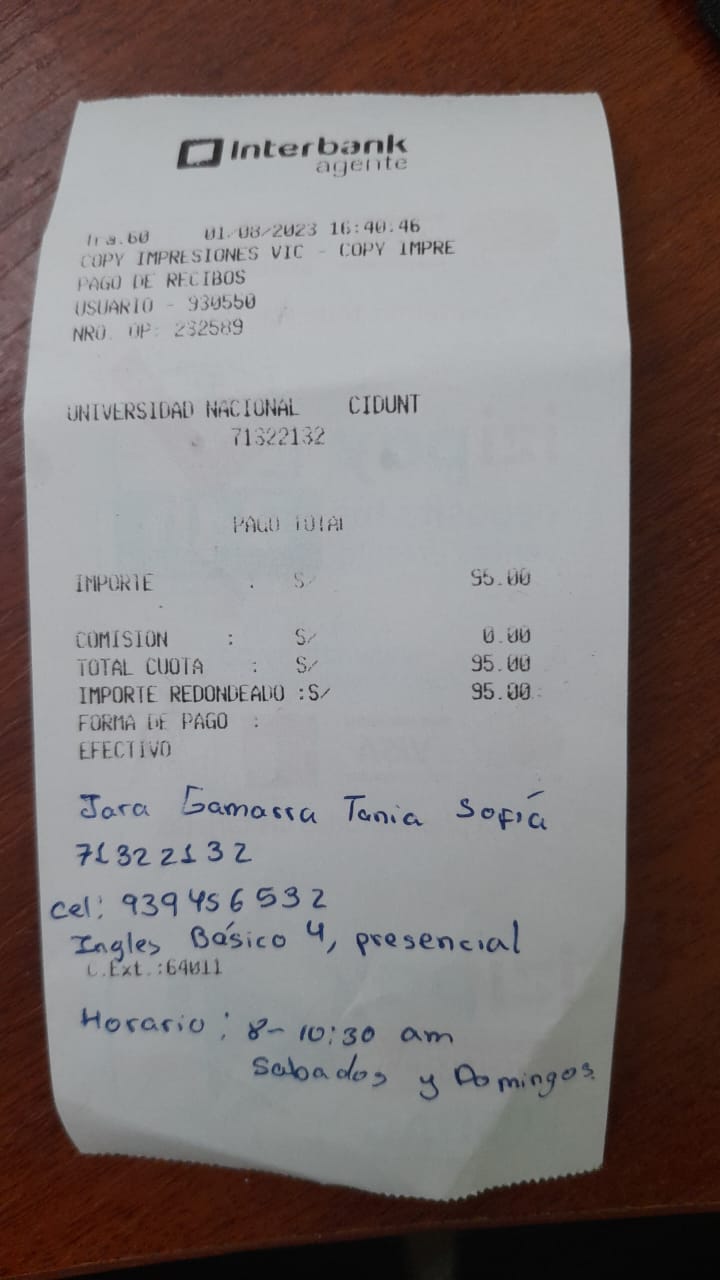 Interbank
agente
Tra.60 01/08/2023 16:40.46
COPY IMPRESIONES VIC - COPY IMPRE
PAGO DE RECIBOS
USUARIO - 930550
NRO. OP: 232589
UNIVERSIDAD NACIONAL CIDUNT
71322132
PAGO TOTAL
IMPORTE : S/ 95.00
COMISION : S/ 0.00
TOTAL CUOTA : S/ 95.00
IMPORTE REDONDEADO :S/ 95.00
FORMA DE PAGO :
EFECTIVO
Jara Gamarra Tania Sofía
71322132
cel: 939456532
Ingles Básico 4, presencial
C.Ext.:64011
Horario: 8- 10:30 am
Sabados y Domingos.